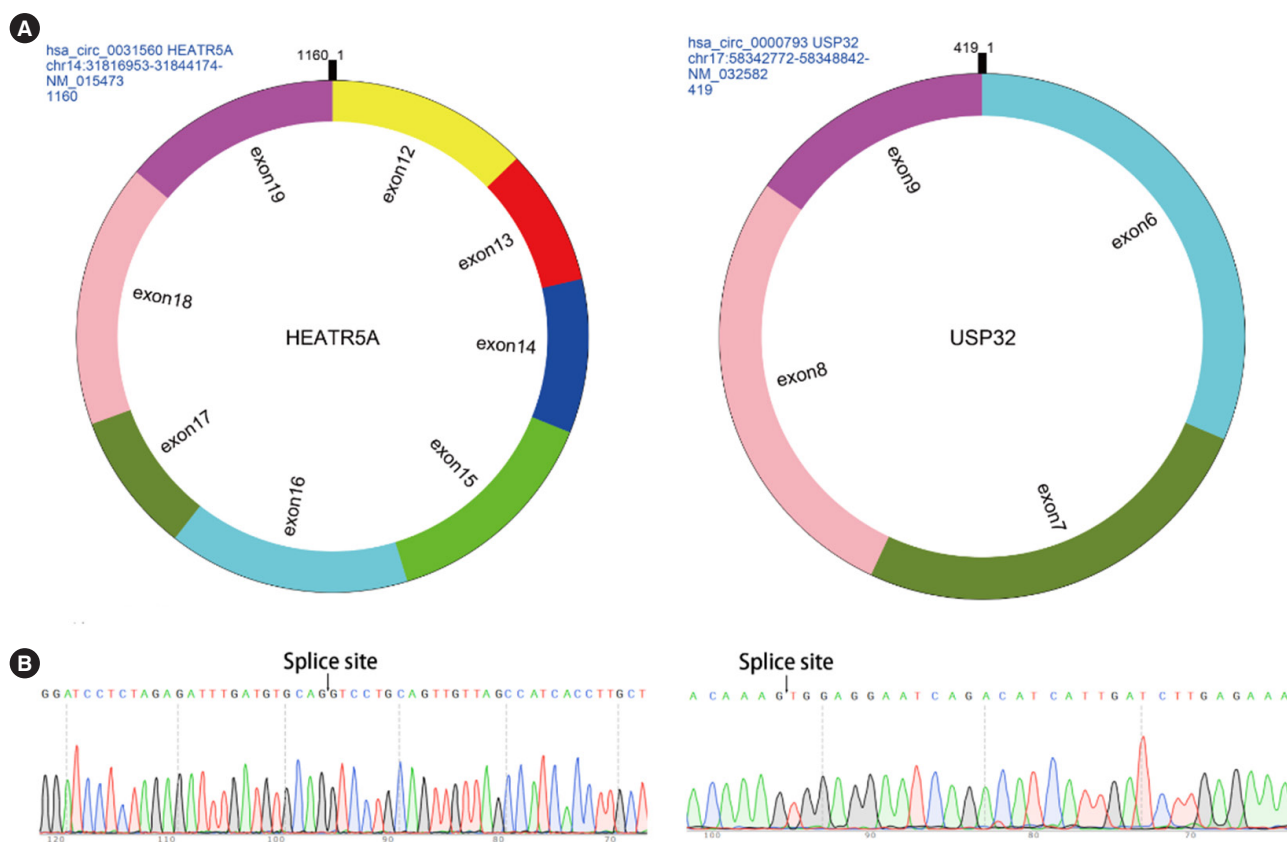 A
hsa_circ_0031560 HEATR5A
chr14:31816953-31844174-
NM_015473
1160
1160 1
exon12
exon13
exon14
exon15
exon16
exon17
exon18
exon19
HEATR5A
hsa_circ_0000793 USP32
chr17:58342772-58348842-
NM_032582
419
419 1
exon6
exon7
exon8
exon9
USP32
B
Splice site
GGATCCTCTAGAGATTTGATGTGCAGGTCCTGCAGTTGTTAGCCATCACCTTGCT
120 110 100 90 80 70
Splice site
ACAAAGTGGAGGAATCAGACATCATTGATCTTGAGAAA
100 90 80 70